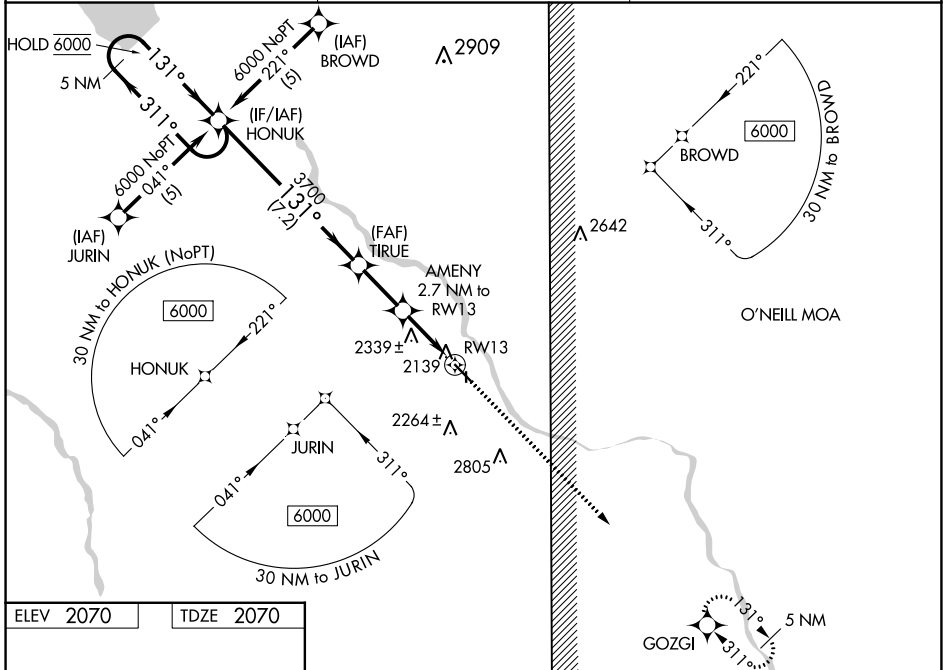 HOLD 6000
5 NM
131°
311°
6000 NoPT
221°
(5)
(IAF)
BROWD
2909
(IF/IAF)
HONUK
6000 NoPT
041°
(5)
(IAF)
JURIN
3700
131°
(7.2)
(FAF)
TIRUE
AMENY
2.7 NM to
RW13
2339 ±
2139
RW13
2264 ±
2805
2642
221°
6000
BROWD
311°
30 NM to BROWD
O'NEILL MOA
30 NM to HONUK (NoPT)
6000
221°
HONUK
041°
JURIN
041°
311°
6000
30 NM to JURIN
ELEV 2070
TDZE 2070
131°
5 NM
GOZGI
311°